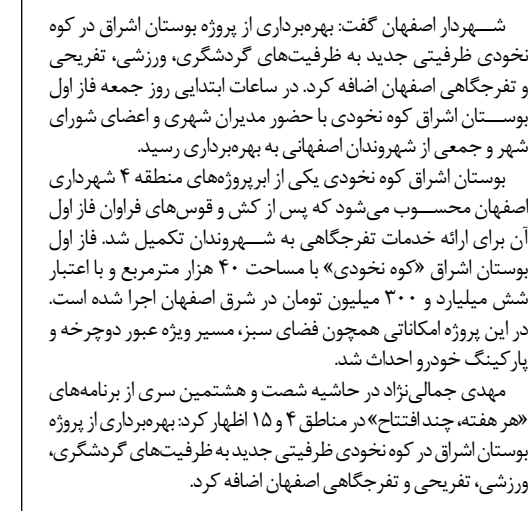 شهردار اصفهان گفت: بهره‌برداری از پروژه بوستان اشراق در کوه
نخودی ظرفیتی جدید به ظرفیت‌های گردشگری، ورزشی، تفریحی
و تفرجگاهی اصفهان اضافه کرد. در ساعات ابتدایی روز جمعه فاز اول
بوستان اشراق کوه نخودی با حضور مدیران شهری و اعضای شورای
شهر و جمعی از شهروندان اصفهانی به بهره‌برداری رسید.
بوستان اشراق کوه نخودی یکی از ابرپروژه‌های منطقه ۴ شهرداری
اصفهان محسوب می‌شود که پس از کش و قوس‌های فراوان فاز اول
آن برای ارائه خدمات تفرجگاهی به شهروندان تکمیل شد. فاز اول
بوستان اشراق «کوه نخودی» با مساحت ۴۰ هزار مترمربع و با اعتبار
شش میلیارد و ۳۰۰ میلیون تومان در شرق اصفهان اجرا شده است.
در این پروژه امکاناتی همچون فضای سبز، مسیر ویژه عبور دوچرخه و
پارکینگ خودرو احداث شد.
مهدی جمالی‌نژاد در حاشیه شصت و هشتمین سری از برنامه‌های
«هر هفته، چند افتتاح» در مناطق ۴ و ۱۵ اظهار کرد: بهره‌برداری از پروژه
بوستان اشراق در کوه نخودی ظرفیتی جدید به ظرفیت‌های گردشگری،
ورزشی، تفریحی و تفرجگاهی اصفهان اضافه کرد.